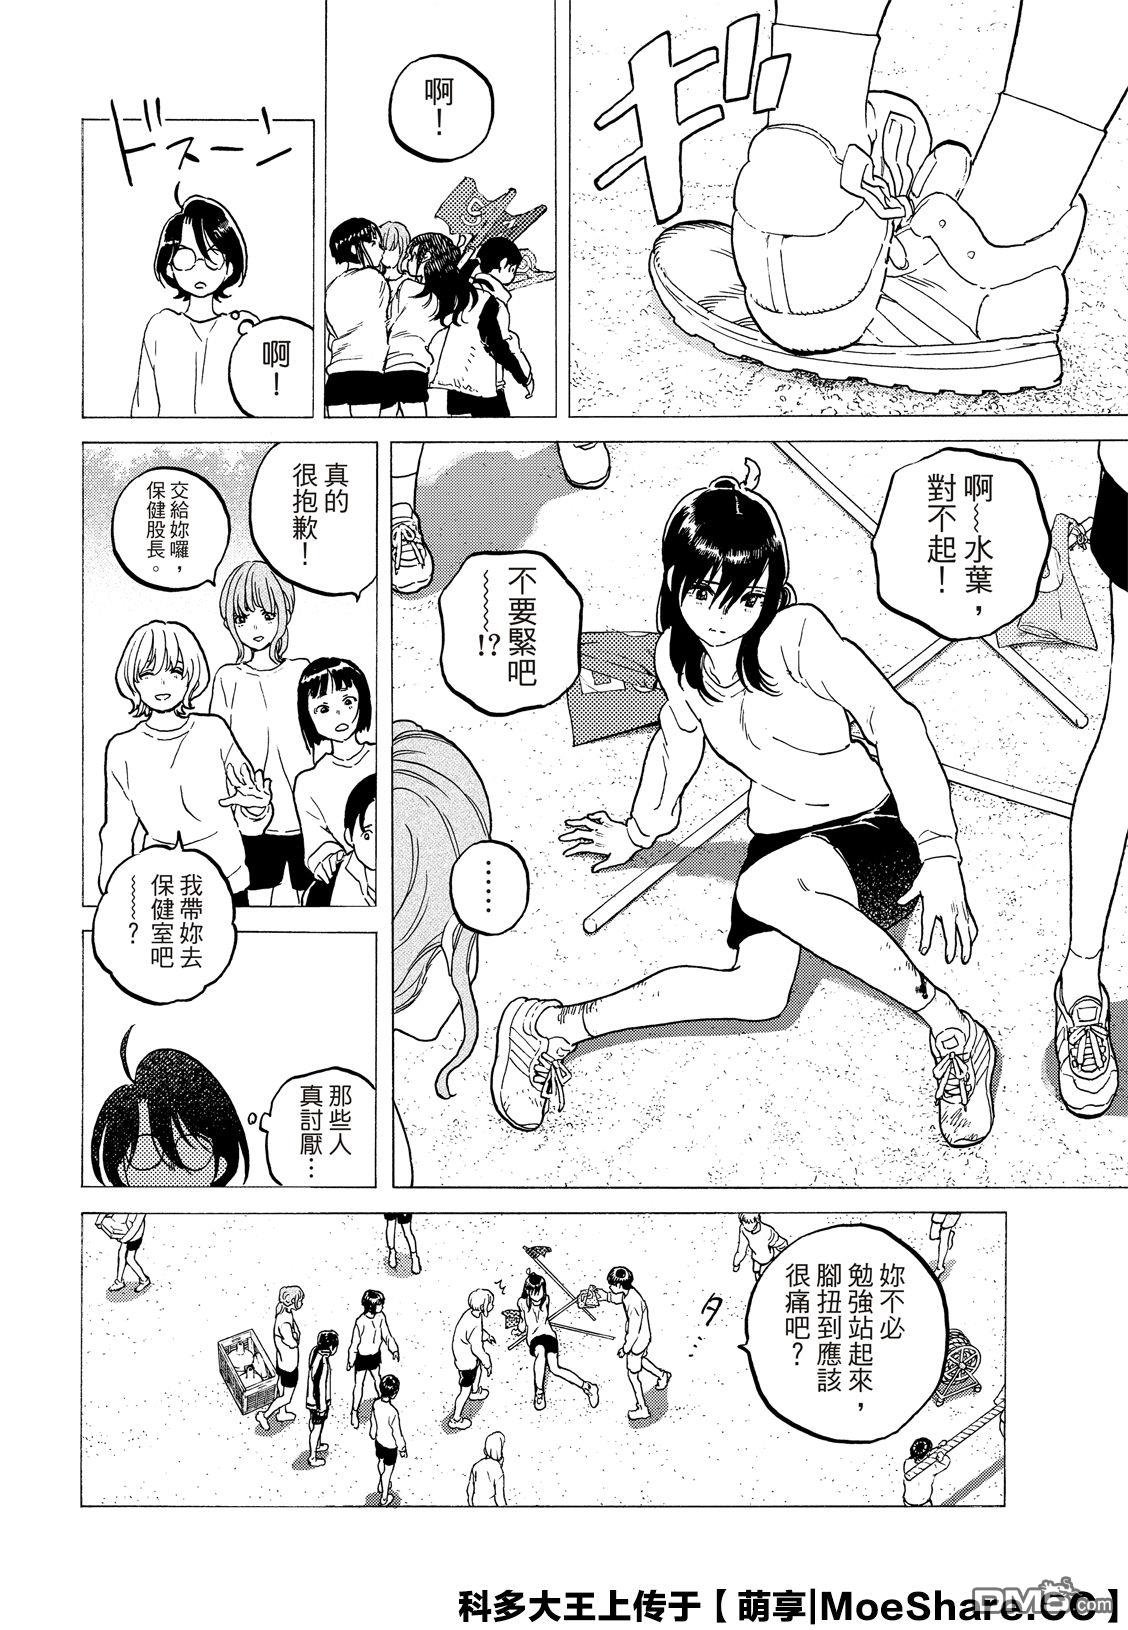 ギッ
啊！
ドスーン
啊！
啊～水葉，
對不起！
不要緊吧
～～～!?
……
真的
很抱歉！
交給妳囉，
保健股長。
我帶妳去
保健室吧
～～～？
那些人
真討厭…
妳不必
勉強站起來，
腳扭到應該
很痛吧？
タ
科多大王上传于【萌享|MoeShare.CC】